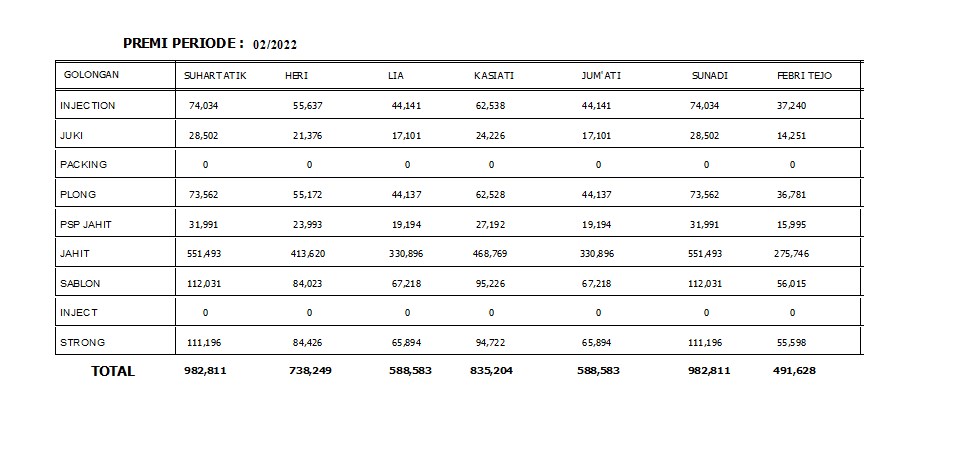 PREMI PERIODE : 02/2022
GOLONGAN SUHARTATIK HERI LIA KASIATI JUM'ATI SUNADI FEBRI TEJO
INJECTION 74,034 55,637 44,141 62,538 44,141 74,034 37,240
JUKI 28,502 21,376 17,101 24,226 17,101 28,502 14,251
PACKING 0 0 0 0 0 0 0
PLONG 73,562 55,172 44,137 62,528 44,137 73,562 36,781
PSP JAHIT 31,991 23,993 19,194 27,192 19,194 31,991 15,995
JAHIT 551,493 413,620 330,896 468,769 330,896 551,493 275,746
SABLON 112,031 84,023 67,218 95,226 67,218 112,031 56,015
INJECT 0 0 0 0 0 0 0
STRONG 111,196 84,426 65,894 94,722 65,894 111,196 55,598
TOTAL 982,811 738,249 588,583 835,204 588,583 982,811 491,628